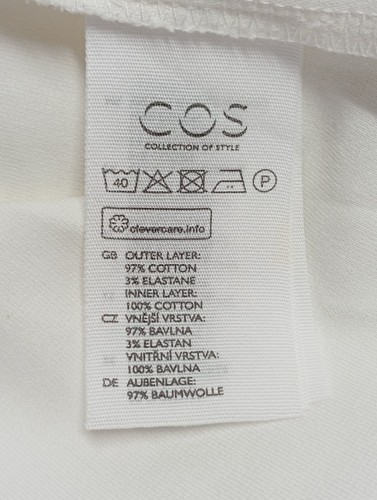 COS
COLLECTION OF STYLE
40 P
clevercare.info
GB OUTER LAYER:
97% COTTON
3% ELASTANE
INNER LAYER:
100% COTTON
CZ VNĚJŠÍ VRSTVA:
97% BAVLNA
3% ELASTAN
VNITŘNÍ VRSTVA:
100% BAVLNA
DE AUBENLAGE:
97% BAUMWOLLE